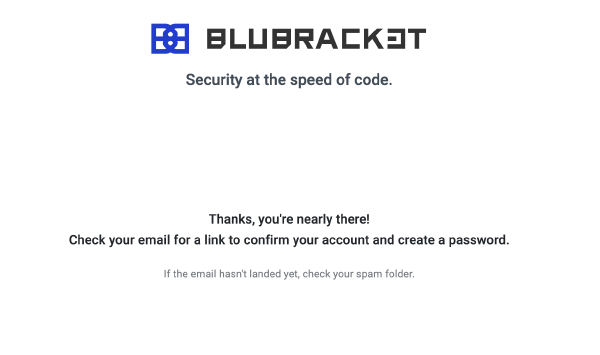 BLUBRACKET
Security at the speed of code.
Thanks, you're nearly there!
Check your email for a link to confirm your account and create a password.
If the email hasn't landed yet, check your spam folder.